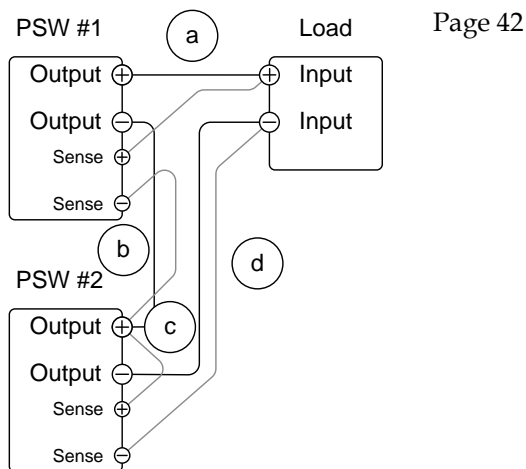 Page 42
PSW #1
a
Load
Output +
+ Input
Output −
− Input
Sense +
Sense −
b
d
PSW #2
Output +
c
Output −
Sense +
Sense −